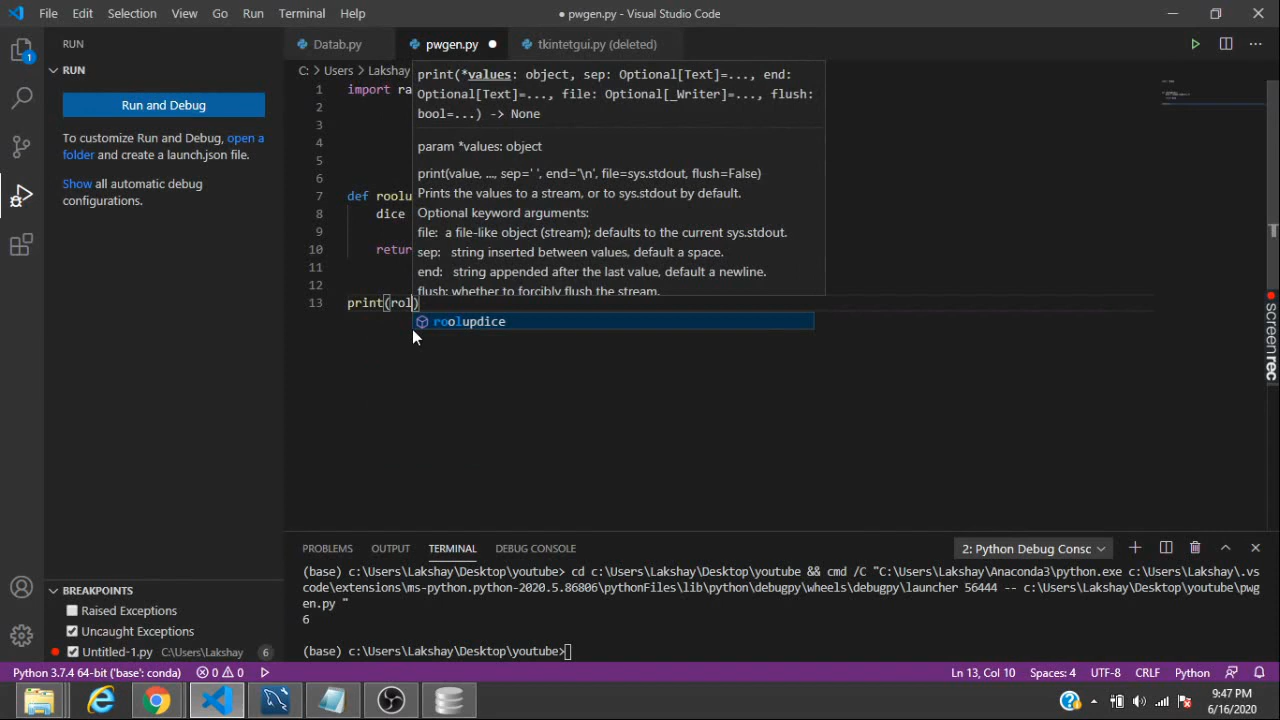 File Edit Selection View Go Run Terminal Help
● pwgen.py - Visual Studio Code
RUN
Datab.py
pwgen.py ●
tkintetgui.py (deleted)
RUN
Run and Debug
To customize Run and Debug, open a
folder and create a launch.json file.
Show all automatic debug
configurations.
C: > Users > Lakshay
1 import ra
2
3
4
5
6
7 def roolu
8 dice
9
10 retur
11
12
13 print(rol)
print(*values: object, sep: Optional[Text]=..., end:
Optional[Text]=..., file: Optional[_Writer]=..., flush:
bool=...) -> None
param *values: object
print(value, ..., sep=' ', end='\n', file=sys.stdout, flush=False)
Prints the values to a stream, or to sys.stdout by default.
Optional keyword arguments:
file: a file-like object (stream); defaults to the current sys.stdout.
sep: string inserted between values, default a space.
end: string appended after the last value, default a newline.
flush: whether to forcibly flush the stream.
roolupdice
screenrec
PROBLEMS OUTPUT TERMINAL DEBUG CONSOLE
2: Python Debug Consc
(base) c:\Users\Lakshay\Desktop\youtube> cd c:\Users\Lakshay\Desktop\youtube && cmd /C "C:\Users\Lakshay\Anaconda3\python.exe c:\Users\Lakshay\.vs
code\extensions\ms-python.python-2020.5.86806\pythonFiles\lib\python\debugpy\wheels\debugpy\launcher 56444 -- c:\Users\Lakshay\Desktop\youtube\pwg
en.py "
6
(base) c:\Users\Lakshay\Desktop\youtube>
BREAKPOINTS
Raised Exceptions
Uncaught Exceptions
Untitled-1.py C:\Users\Lakshay 6
1
Python 3.7.4 64-bit ('base': conda) 0 0
Ln 13, Col 10 Spaces: 4 UTF-8 CRLF Python
9:47 PM
6/16/2020